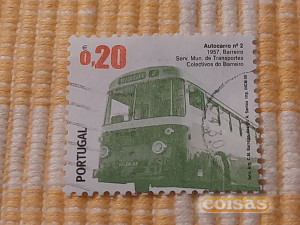 € 0,20
Autocarro nº 2
1957, Barreiro
Serv. Mun. de Transportes
Colectivos do Barreiro
PORTUGAL
coisas